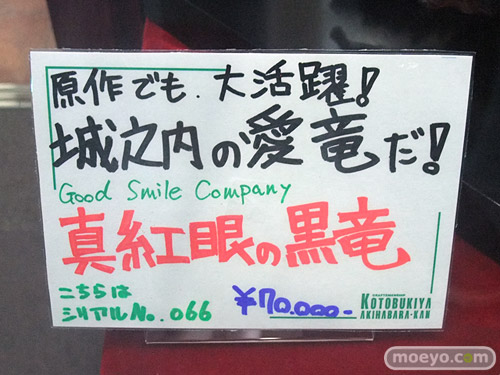 原作でも.大活躍!
城之内の愛竜だ!
Good Smile Company
真紅眼の黒竜
こちらは
シリアルNo.066
¥70.000-
CRAFTSMANSHIP
KOTOBUKIYA
AKIHABARA-KAN
moeyo.com